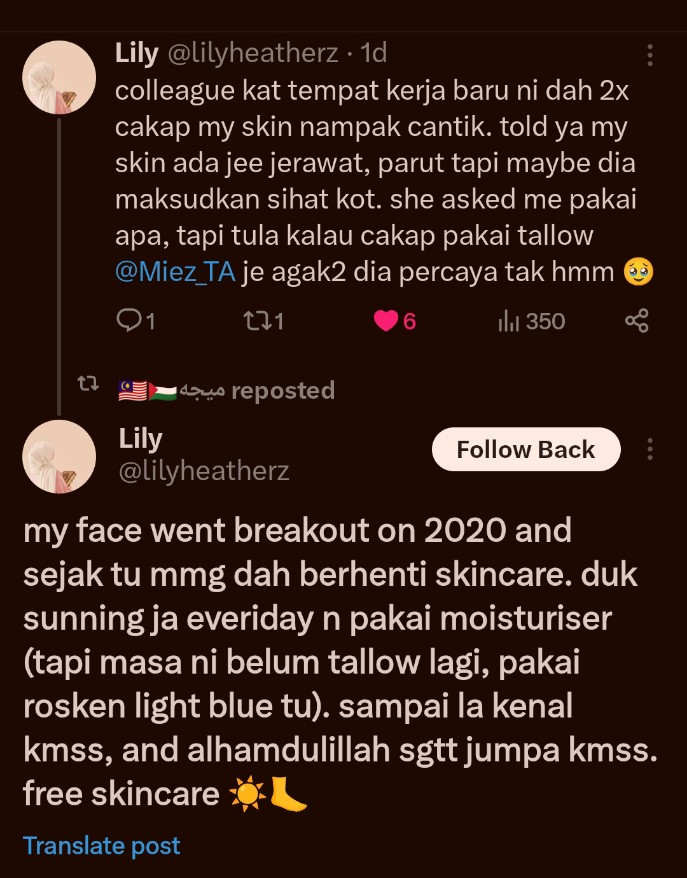 Lily @lilyheatherz · 1d
colleague kat tempat kerja baru ni dah 2x
cakap my skin nampak cantik. told ya my
skin ada jee jerawat, parut tapi maybe dia
maksudkan sihat kot. she asked me pakai
apa, tapi tula kalau cakap pakai tallow
@Miez_TA je agak2 dia percaya tak hmm 🥹
1 1 6 350
🇲🇾🇵🇸ميجه reposted
Lily
@lilyheatherz
Follow Back
my face went breakout on 2020 and
sejak tu mmg dah berhenti skincare. duk
sunning ja everiday n pakai moisturiser
(tapi masa ni belum tallow lagi, pakai
rosken light blue tu). sampai la kenal
kmss, and alhamdulillah sgtt jumpa kmss.
free skincare ☀️🦶
Translate post